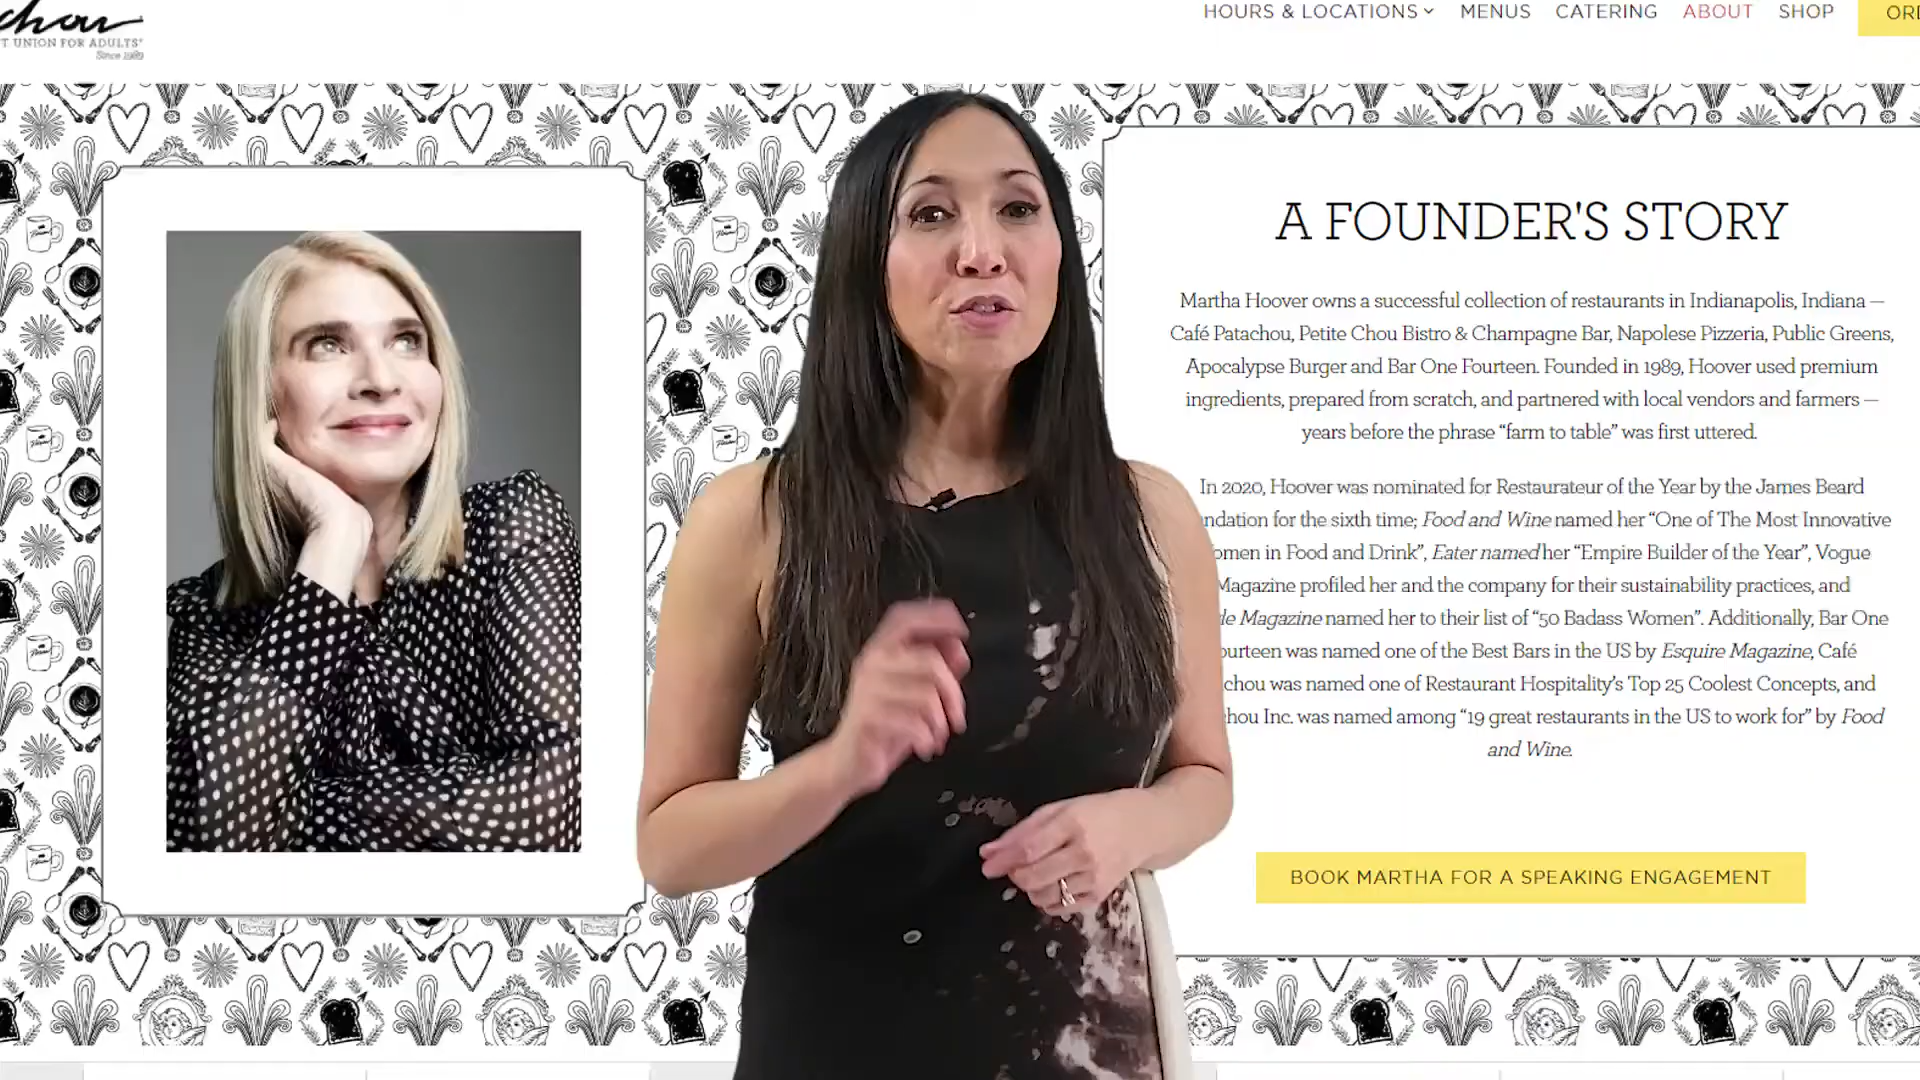 chou
T UNION FOR ADULTS
Since 1989
HOURS & LOCATIONS
MENUS
CATERING
ABOUT
SHOP
ORD
A FOUNDER'S STORY
Martha Hoover owns a successful collection of restaurants in Indianapolis, Indiana —
Café Patachou, Petite Chou Bistro & Champagne Bar, Napolese Pizzeria, Public Greens,
Apocalypse Burger and Bar One Fourteen. Founded in 1989, Hoover used premium
ingredients, prepared from scratch, and partnered with local vendors and farmers —
years before the phrase “farm to table” was first uttered.
In 2020, Hoover was nominated for Restaurateur of the Year by the James Beard
ndation for the sixth time; Food and Wine named her “One of The Most Innovative
omen in Food and Drink”, Eater named her “Empire Builder of the Year”, Vogue
Magazine profiled her and the company for their sustainability practices, and
de Magazine named her to their list of “50 Badass Women”. Additionally, Bar One
ourteen was named one of the Best Bars in the US by Esquire Magazine, Café
chou was named one of Restaurant Hospitality’s Top 25 Coolest Concepts, and
hou Inc. was named among “19 great restaurants in the US to work for” by Food
and Wine.
BOOK MARTHA FOR A SPEAKING ENGAGEMENT